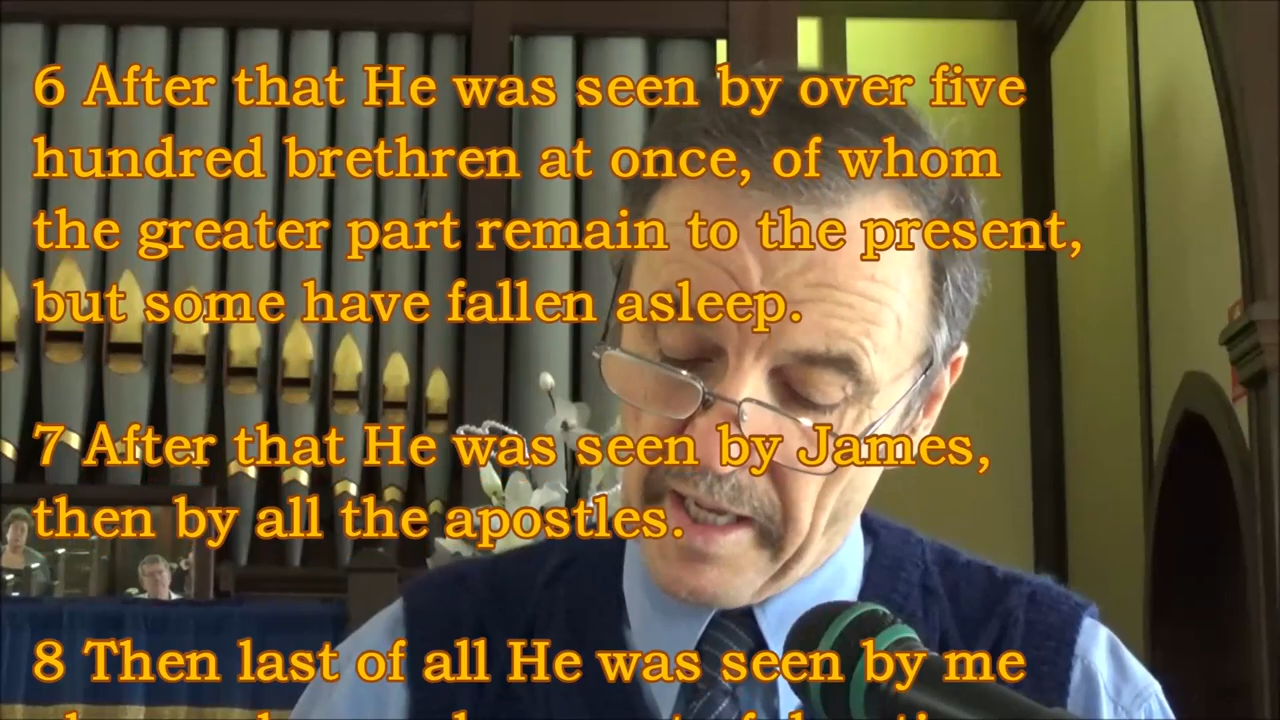 6 After that He was seen by over five
hundred brethren at once, of whom
the greater part remain to the present,
but some have fallen asleep.
7 After that He was seen by James,
then by all the apostles.
8 Then last of all He was seen by me